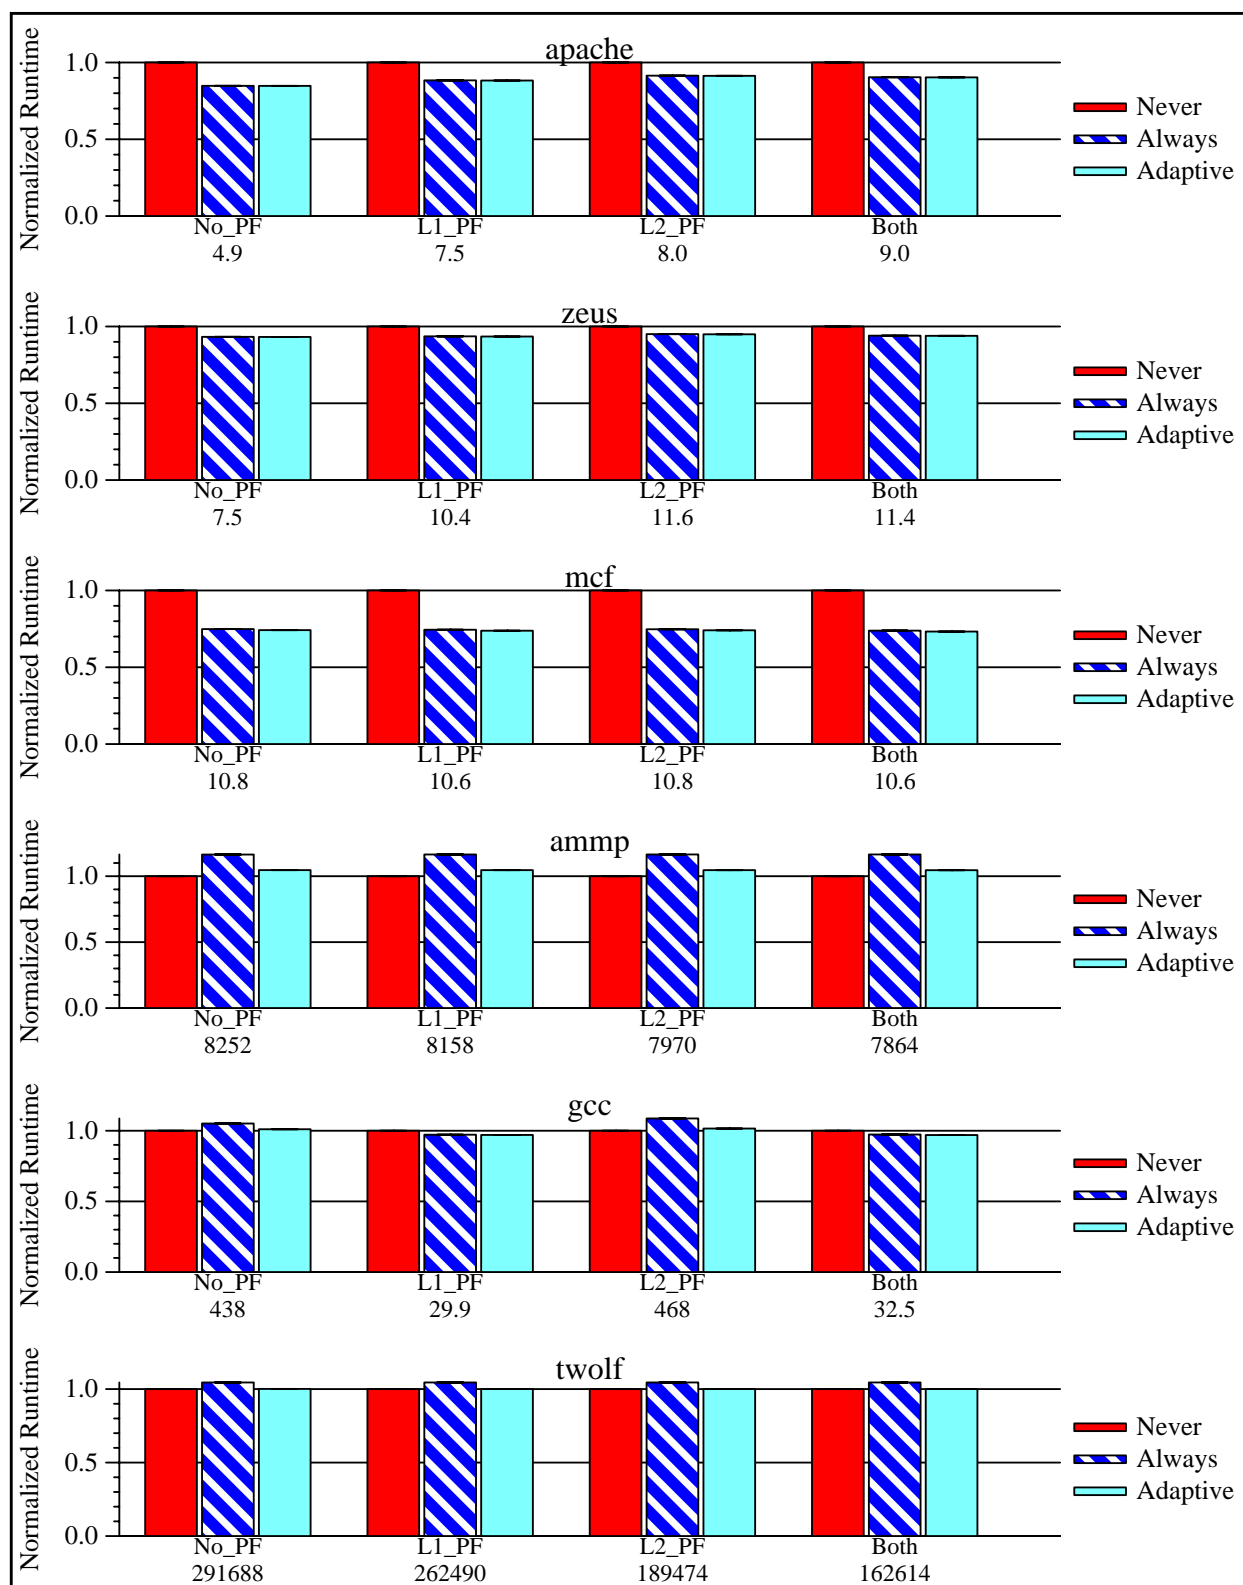 apache
Normalized Runtime
1.0
0.5
0.0
No_PF L1_PF L2_PF Both
4.9 7.5 8.0 9.0
Never
Always
Adaptive
zeus
Normalized Runtime
1.0
0.5
0.0
No_PF L1_PF L2_PF Both
7.5 10.4 11.6 11.4
Never
Always
Adaptive
mcf
Normalized Runtime
1.0
0.5
0.0
No_PF L1_PF L2_PF Both
10.8 10.6 10.8 10.6
Never
Always
Adaptive
ammp
Normalized Runtime
1.0
0.5
0.0
No_PF L1_PF L2_PF Both
8252 8158 7970 7864
Never
Always
Adaptive
gcc
Normalized Runtime
1.0
0.5
0.0
No_PF L1_PF L2_PF Both
438 29.9 468 32.5
Never
Always
Adaptive
twolf
Normalized Runtime
1.0
0.5
0.0
No_PF L1_PF L2_PF Both
291688 262490 189474 162614
Never
Always
Adaptive